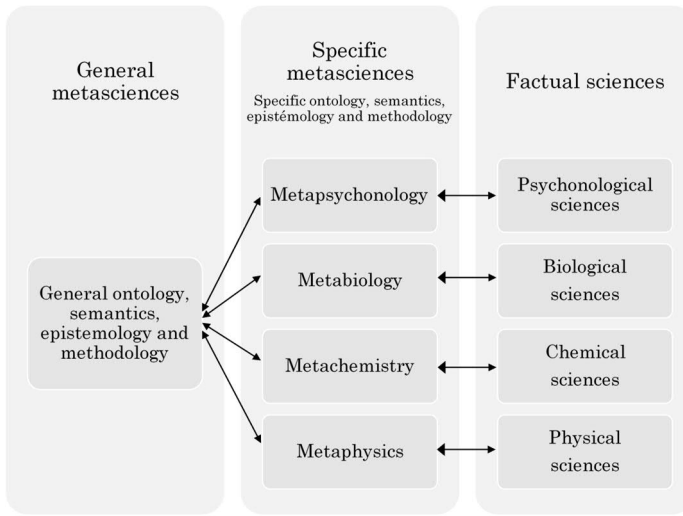 General
metasciences
General ontology,
semantics,
epistemology and
methodology
Specific
metasciences
Specific ontology, semantics,
epistémology and methodology
Metapsychonology
Metabiology
Metachemistry
Metaphysics
Factual sciences
Psychonological
sciences
Biological
sciences
Chemical
sciences
Physical
sciences